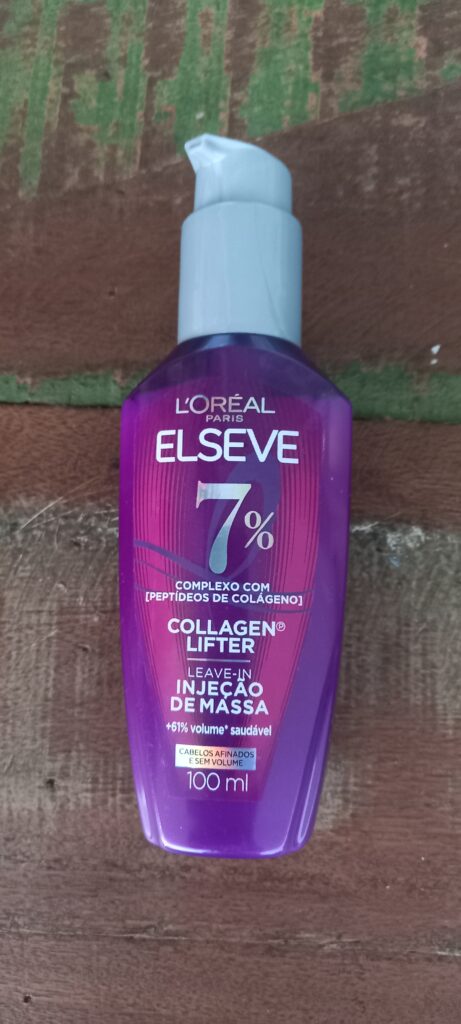 L'ORÉAL
PARIS
ELSEVE
7%
COMPLEXO COM
[PEPTÍDEOS DE COLÁGENO]
COLLAGEN℗
LIFTER
LEAVE-IN
INJEÇÃO
DE MASSA
+61% volume* saudável
CABELOS AFINADOS
E SEM VOLUME
100 ml